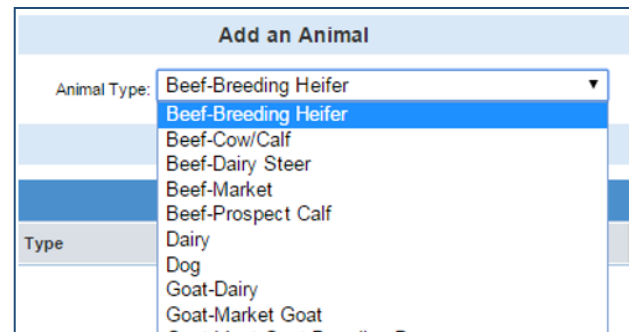 Add an Animal
Animal Type: Beef-Breeding Heifer
Beef-Breeding Heifer
Beef-Cow/Calf
Beef-Dairy Steer
Beef-Market
Beef-Prospect Calf
Type
Dairy
Dog
Goat-Dairy
Goat-Market Goat